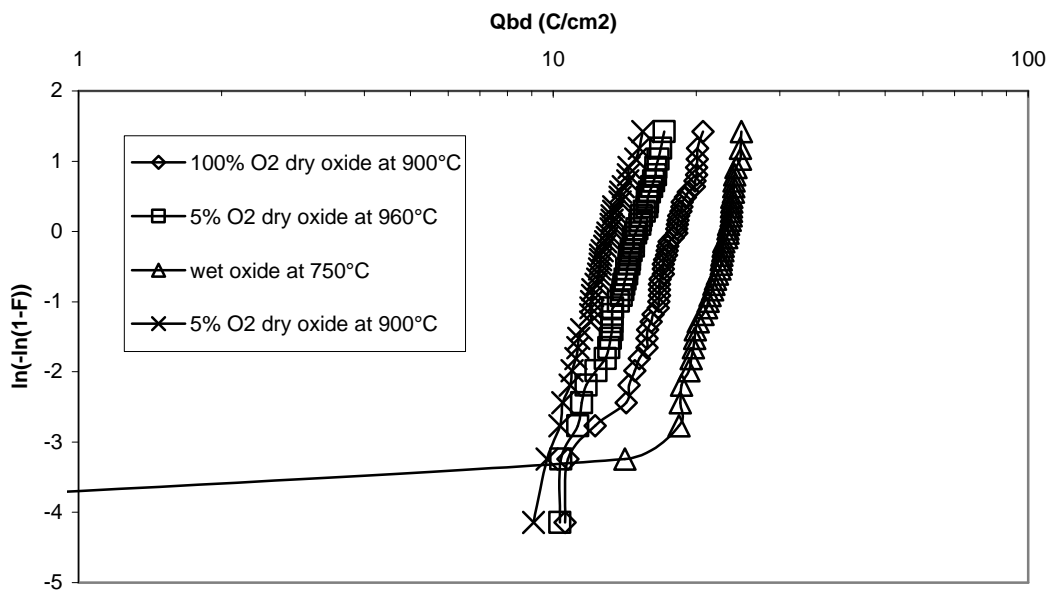 Qbd (C/cm2)
1 10 100
2
1
0
-1
-2
-3
-4
-5
ln(-ln(1-F))
100% O2 dry oxide at 900°C
5% O2 dry oxide at 960°C
wet oxide at 750°C
5% O2 dry oxide at 900°C